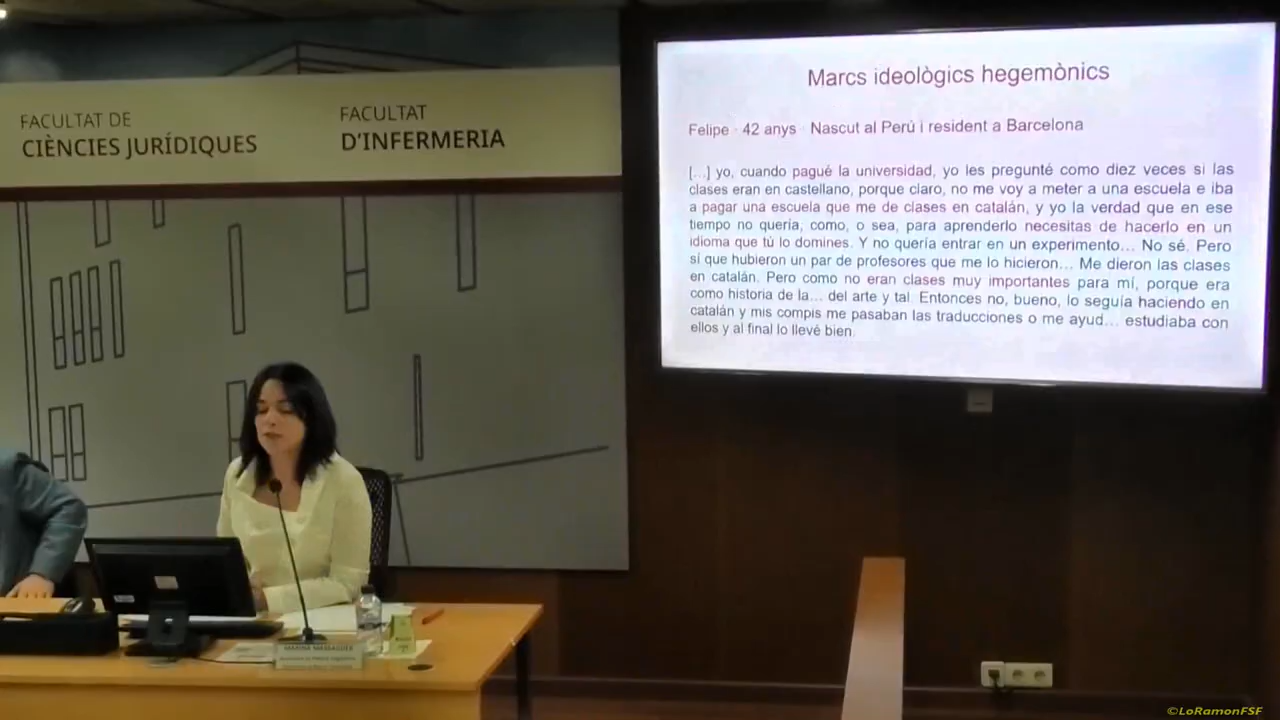 FACULTAT DE
CIÈNCIES JURÍDIQUES
FACULTAT
D'INFERMERIA
Marcs ideològics hegemònics
Felipe · 42 anys · Nascut al Perú i resident a Barcelona
[...] yo, cuando pagué la universidad, yo les pregunté como diez veces si las
clases eran en castellano, porque claro, no me voy a meter a una escuela e iba
a pagar una escuela que me de clases en catalán, y yo la verdad que en ese
tiempo no quería, como, o sea, para aprenderlo necesitas de hacerlo en un
idioma que tú lo domines. Y no quería entrar en un experimento... No sé. Pero
sí que hubieron un par de profesores que me lo hicieron... Me dieron las clases
en catalán. Pero como no eran clases muy importantes para mí, porque era
como historia de la... del arte y tal. Entonces no, bueno, lo seguía haciendo en
catalán y mis compis me pasaban las traducciones o me ayud... estudiaba con
ellos y al final lo llevé bien.
MARINA MASSAGUER
©LoRamonFSF